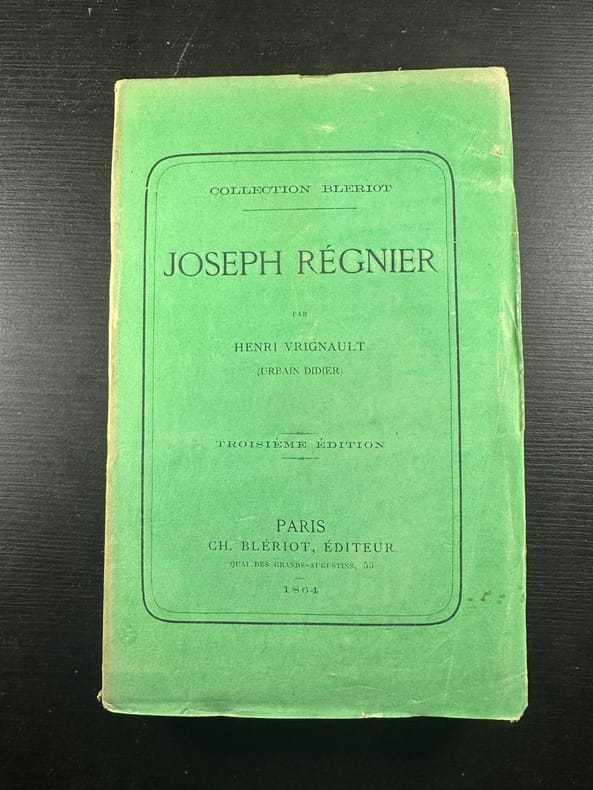 COLLECTION BLERIOT
JOSEPH RÉGNIER
PAR
HENRI VRIGNAULT
(URBAIN DIDIER)
TROISIÉME ÉDITION
PARIS
CH. BLÉRIOT, ÉDITEUR
QUAI DES GRANDS-AUGUSTINS, 55
1864